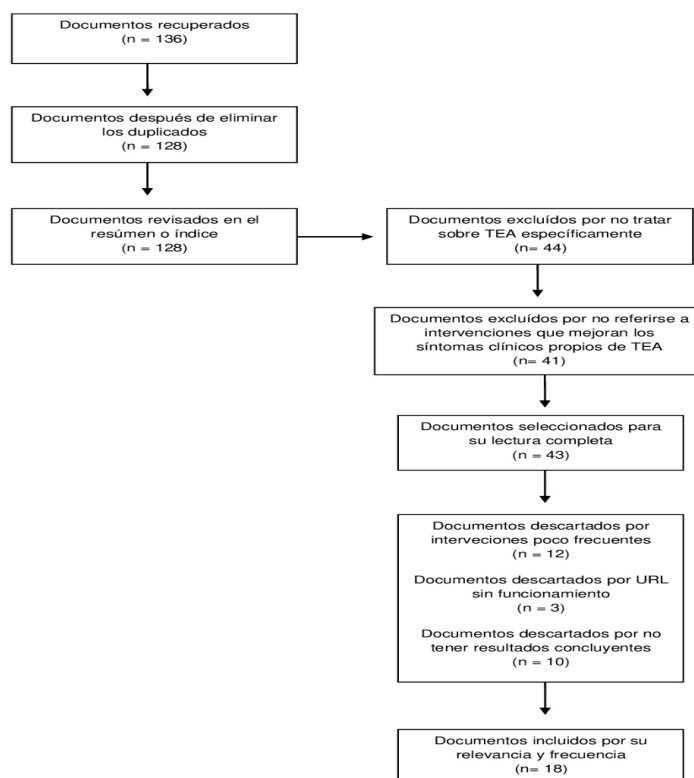 Documentos recuperados
(n = 136)
Documentos después de eliminar
los duplicados
(n = 128)
Documentos revisados en el
resúmen o índice
(n = 128)
Documentos excluídos por no tratar
sobre TEA específicamente
(n= 44)
Documentos excluídos por no referirse a
intervenciones que mejoran los
síntomas clínicos propios de TEA
(n= 41)
Documentos seleccionados para
su lectura completa
(n = 43)
Documentos descartados por
interveciones poco frecuentes
(n = 12)
Documentos descartados por URL
sin funcionamiento
(n = 3)
Documentos descartados por no
tener resultados concluyentes
(n = 10)
Documentos incluidos por su
relevancia y frecuencia
(n= 18)